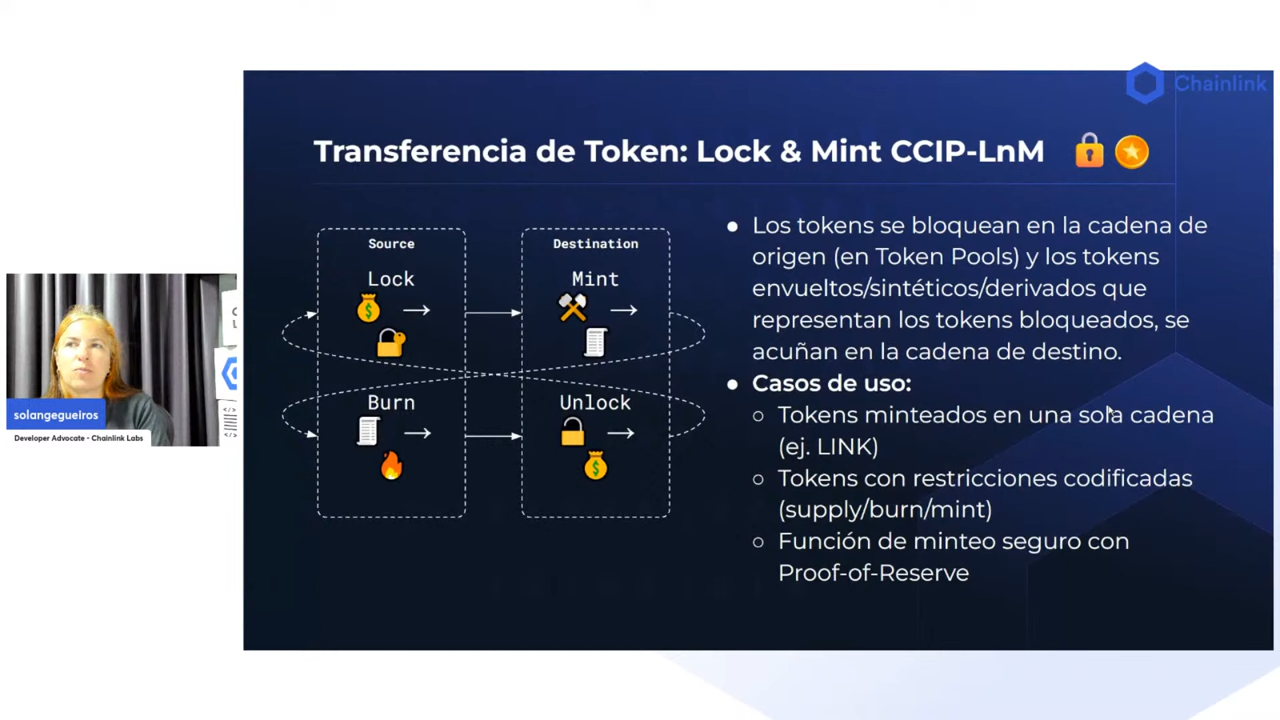 Chainlink
Transferencia de Token: Lock & Mint CCIP-LnM
Source
Lock
Burn
Destination
Mint
Unlock
● Los tokens se bloquean en la cadena de
origen (en Token Pools) y los tokens
envueltos/sintéticos/derivados que
representan los tokens bloqueados, se
acuñan en la cadena de destino.
● Casos de uso:
○ Tokens minteados en una sola cadena
(ej. LINK)
○ Tokens con restricciones codificadas
(supply/burn/mint)
○ Función de minteo seguro con
Proof-of-Reserve
solangegueiros
Developer Advocate - Chainlink Labs